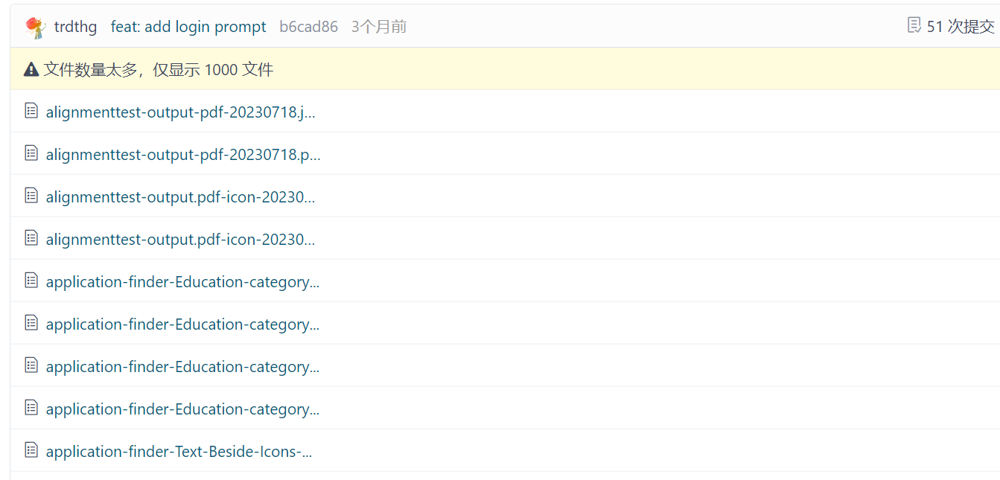 trdthg feat: add login prompt b6cad86 3个月前 51 次提交
文件数量太多，仅显示 1000 文件
alignmenttest-output-pdf-20230718.j...
alignmenttest-output-pdf-20230718.p...
alignmenttest-output.pdf-icon-20230...
alignmenttest-output.pdf-icon-20230...
application-finder-Education-category...
application-finder-Education-category...
application-finder-Education-category...
application-finder-Education-category...
application-finder-Text-Beside-Icons-...